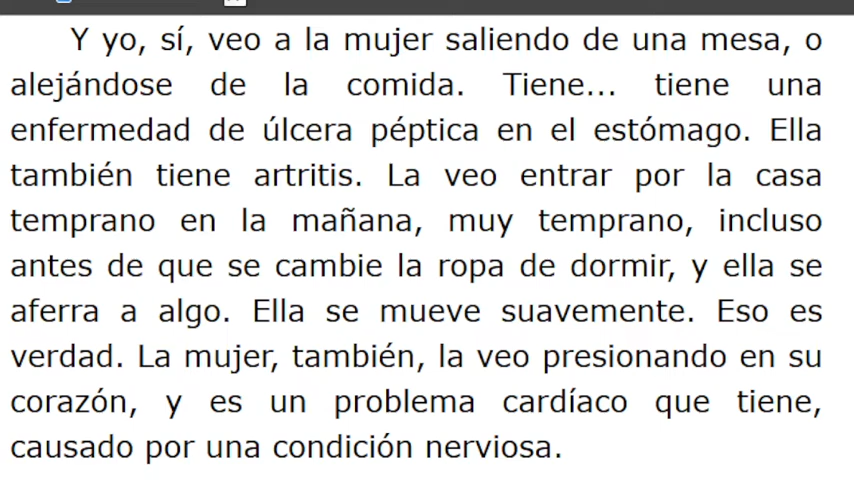 Y yo, sí, veo a la mujer saliendo de una mesa, o
alejándose de la comida. Tiene... tiene una
enfermedad de úlcera péptica en el estómago. Ella
también tiene artritis. La veo entrar por la casa
temprano en la mañana, muy temprano, incluso
antes de que se cambie la ropa de dormir, y ella se
aferra a algo. Ella se mueve suavemente. Eso es
verdad. La mujer, también, la veo presionando en su
corazón, y es un problema cardíaco que tiene,
causado por una condición nerviosa.